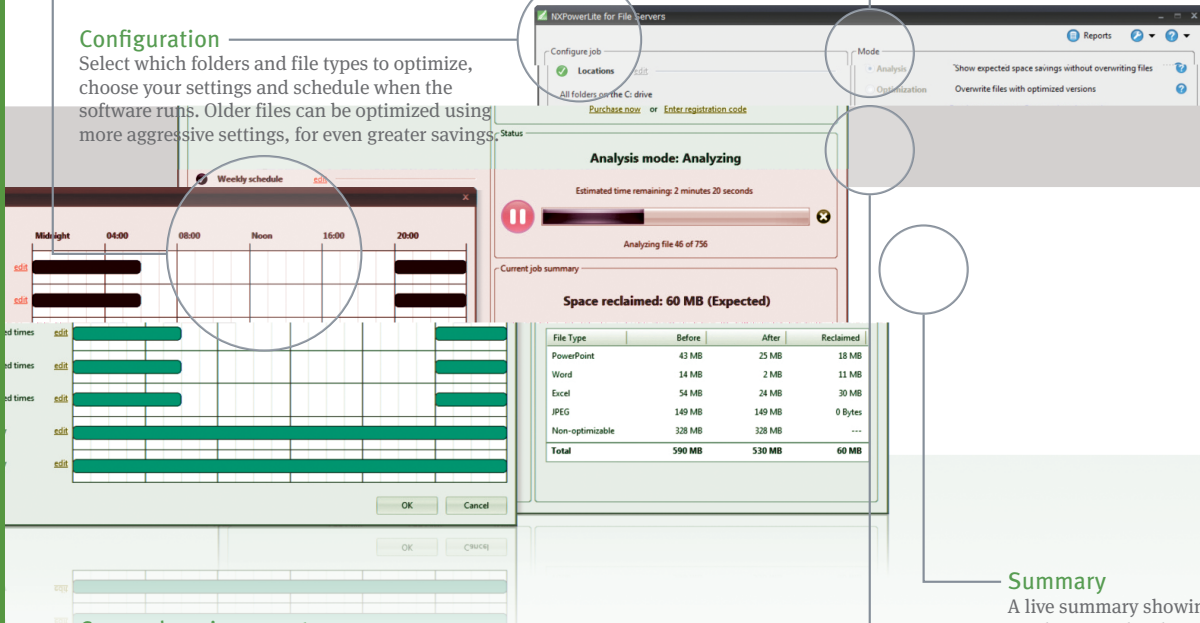 Configuration
Select which folders and file types to optimize,
choose your settings and schedule when the
software runs. Older files can be optimized using
more aggressive settings, for even greater savings.
NXPowerLite for File Servers
Reports
Configure job
Locations edit
All folders on the C: drive
Mode
Analysis Show expected space savings without overwriting files
Optimization Overwrite files with optimized versions
Purchase now or Enter registration code
Status
Analysis mode: Analyzing
Estimated time remaining: 2 minutes 20 seconds
Analyzing file 46 of 756
Weekly schedule edit
Midnight 04:00 08:00 Noon 16:00 20:00
edit
edit
ed times edit
ed times edit
ed times edit
edit
edit
OK Cancel
Current job summary
Space reclaimed: 60 MB (Expected)
File Type Before After Reclaimed
PowerPoint 43 MB 25 MB 18 MB
Word 14 MB 2 MB 11 MB
Excel 54 MB 24 MB 30 MB
JPEG 149 MB 149 MB 0 Bytes
Non-optimizable 328 MB 328 MB ---
Total 590 MB 530 MB 60 MB
OK Cancel
edit
Summary
A live summary showin